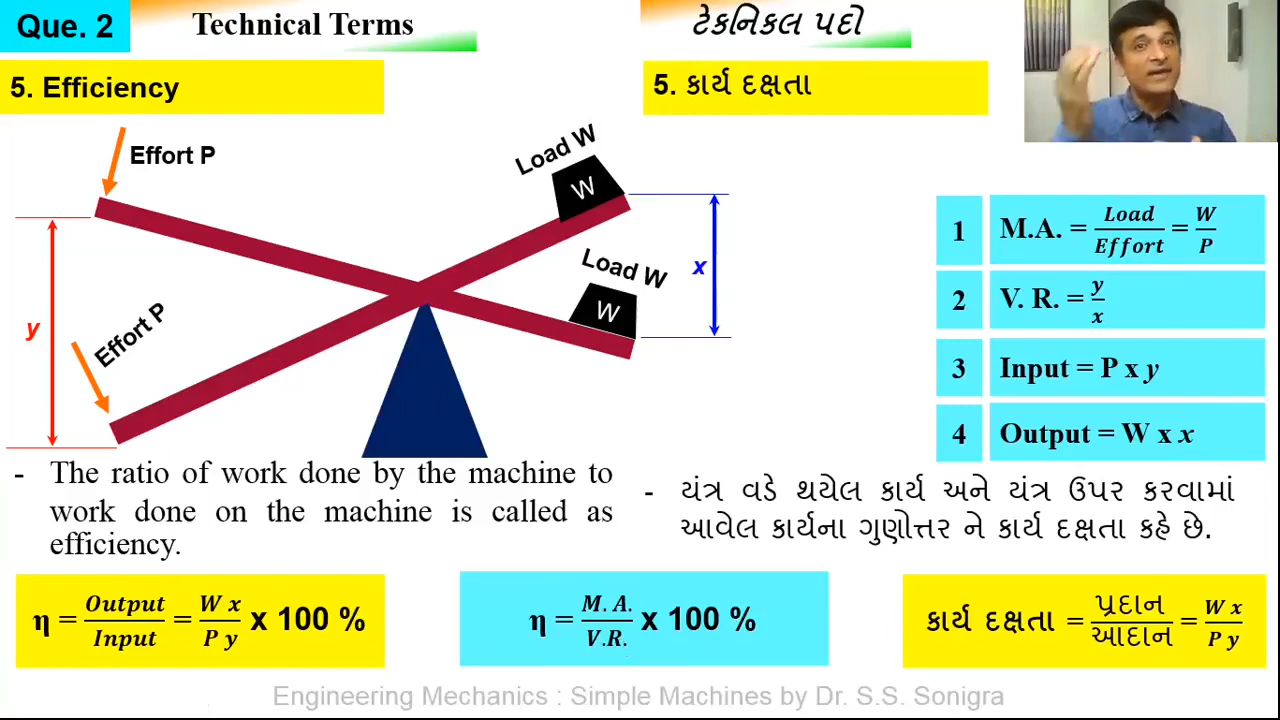 Que. 2
Technical Terms
ટેકનિકલ પદો
5. Efficiency
5. કાર્ય દક્ષતા
Effort P
Load W
W
Load W
W
x
y
Effort P
1
M.A. = Load/Effort = W/P
2
V. R. = y/x
3
Input = P x y
4
Output = W x x
- The ratio of work done by the machine to
work done on the machine is called as
efficiency.
- યંત્ર વડે થયેલ કાર્ય અને યંત્ર ઉપર કરવામાં
આવેલ કાર્યના ગુણોત્તર ને કાર્ય દક્ષતા કહે છે.
η = Output/Input = W x/P y x 100 %
η = M. A./V.R. x 100 %
કાર્ય દક્ષતા = પ્રદાન/આદાન = W x/P y
Engineering Mechanics : Simple Machines by Dr. S.S. Sonigra